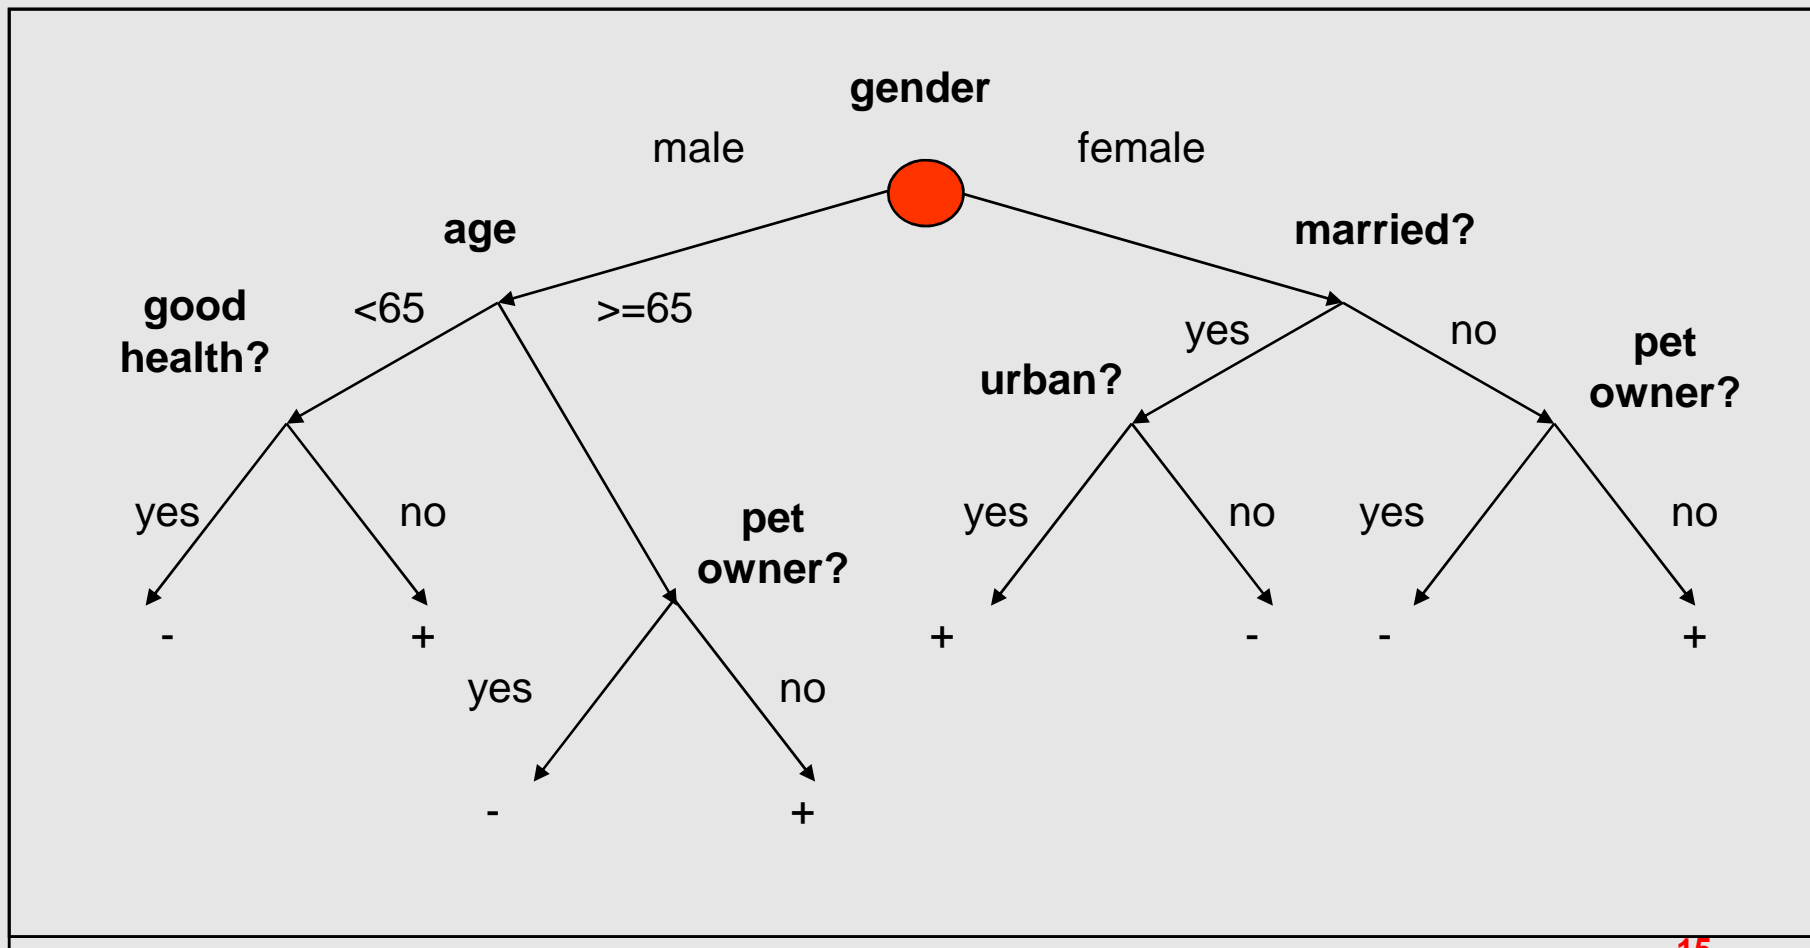 gender
male
female
age
married?
good
health?
<65
>=65
yes
no
pet
owner?
urban?
yes
no
pet
owner?
yes
no
yes
no
-
+
+
-
-
+
yes
no
-
+
15